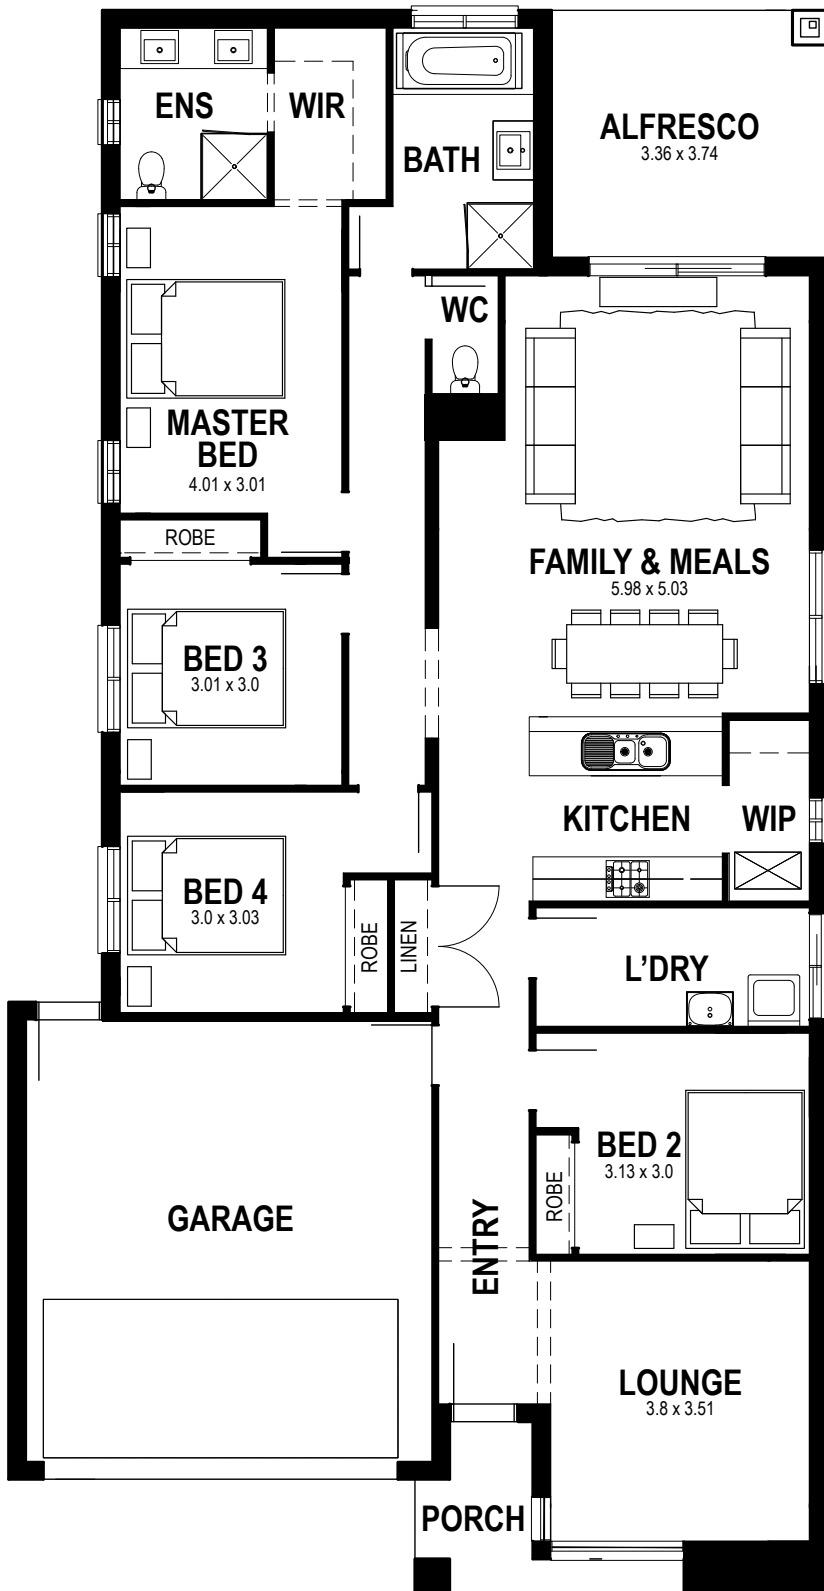 ENS
WIR
BATH
ALFRESCO
3.36 x 3.74
WC
MASTER
BED
4.01 x 3.01
ROBE
FAMILY & MEALS
5.98 x 5.03
BED 3
3.01 x 3.0
KITCHEN
WIP
BED 4
3.0 x 3.03
ROBE
LINEN
L’DRY
BED 2
3.13 x 3.0
ROBE
GARAGE
ENTRY
LOUNGE
3.8 x 3.51
PORCH